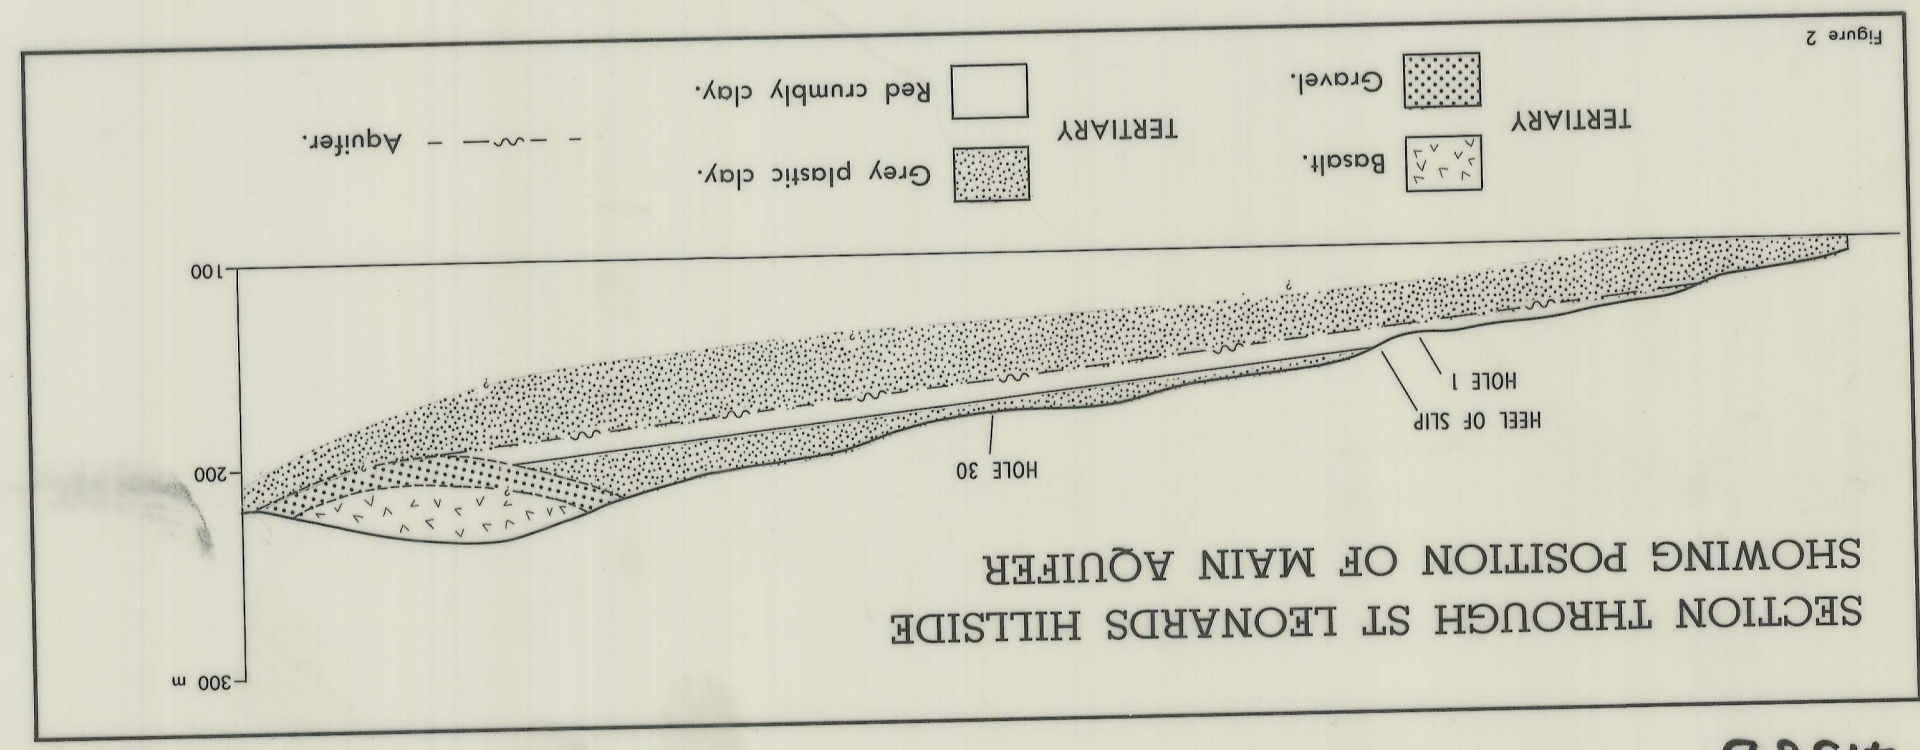 SECTION THROUGH ST LEONARDS HILLSIDE
SHOWING POSITION OF MAIN AQUIFER
300 m
200
100
HOLE 30
HEEL OF SLIP
HOLE 1
?
?
?
?
?
TERTIARY
Basalt.
Gravel.
TERTIARY
Grey plastic clay.
Red crumbly clay.
Aquifer.
Figure 2